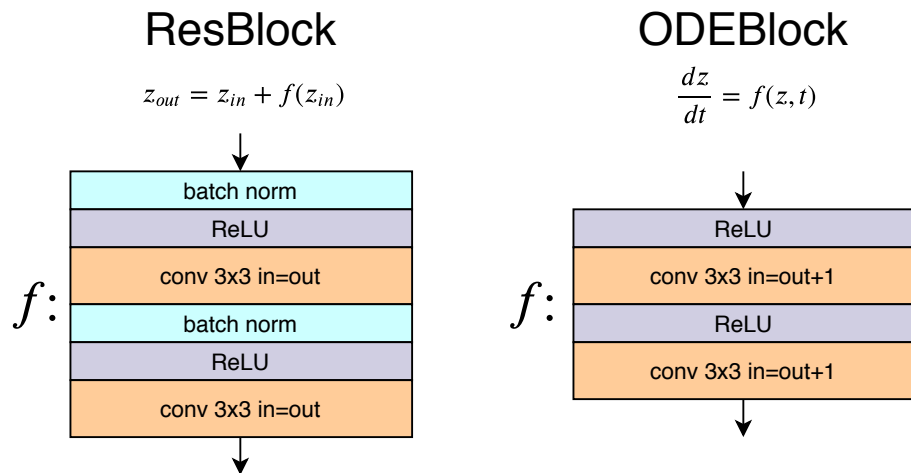 ResBlock
z_out = z_in + f(z_in)
f:
batch norm
ReLU
conv 3x3 in=out
batch norm
ReLU
conv 3x3 in=out
ODEBlock
dz/dt = f(z, t)
f:
ReLU
conv 3x3 in=out+1
ReLU
conv 3x3 in=out+1